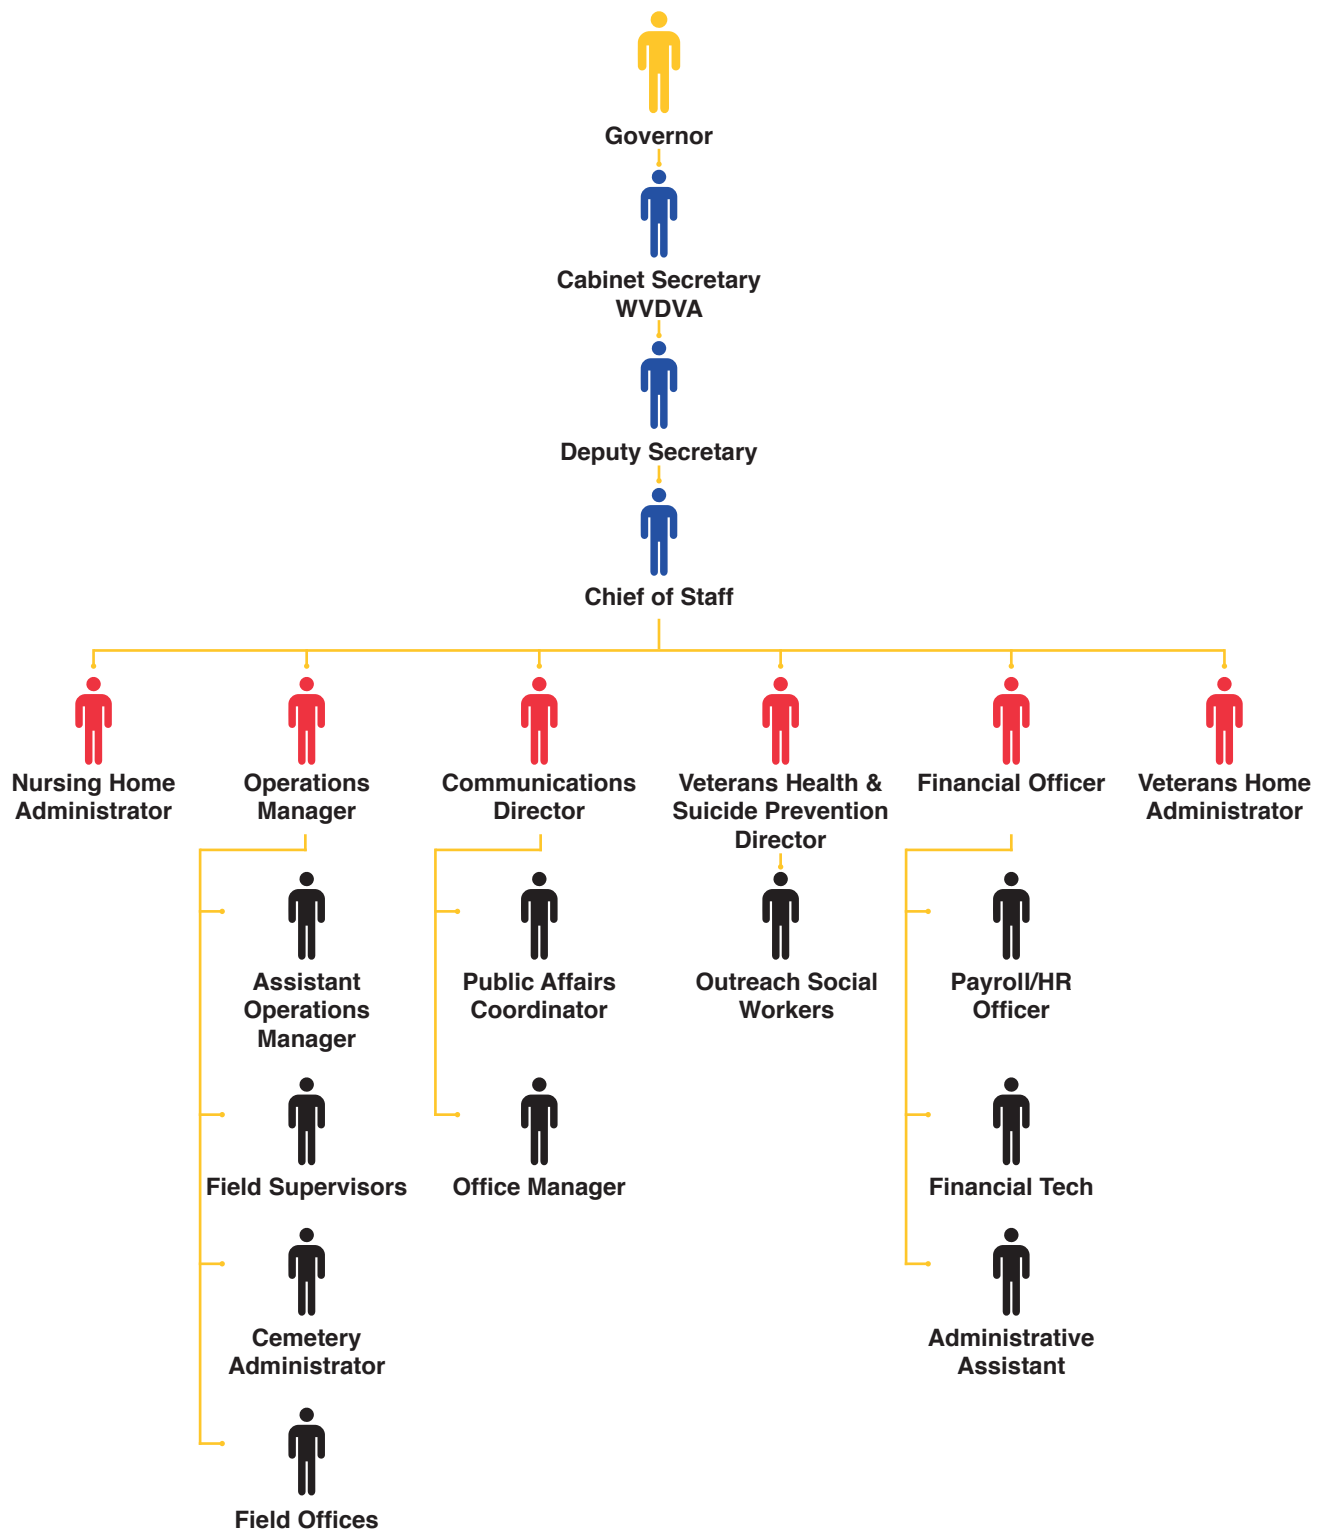 Governor
Cabinet Secretary
WVDVA
Deputy Secretary
Chief of Staff
Nursing Home
Administrator
Operations
Manager
Communications
Director
Veterans Health &
Suicide Prevention
Director
Financial Officer
Veterans Home
Administrator
Assistant
Operations
Manager
Public Affairs
Coordinator
Outreach Social
Workers
Payroll/HR
Officer
Field Supervisors
Office Manager
Financial Tech
Cemetery
Administrator
Administrative
Assistant
Field Offices